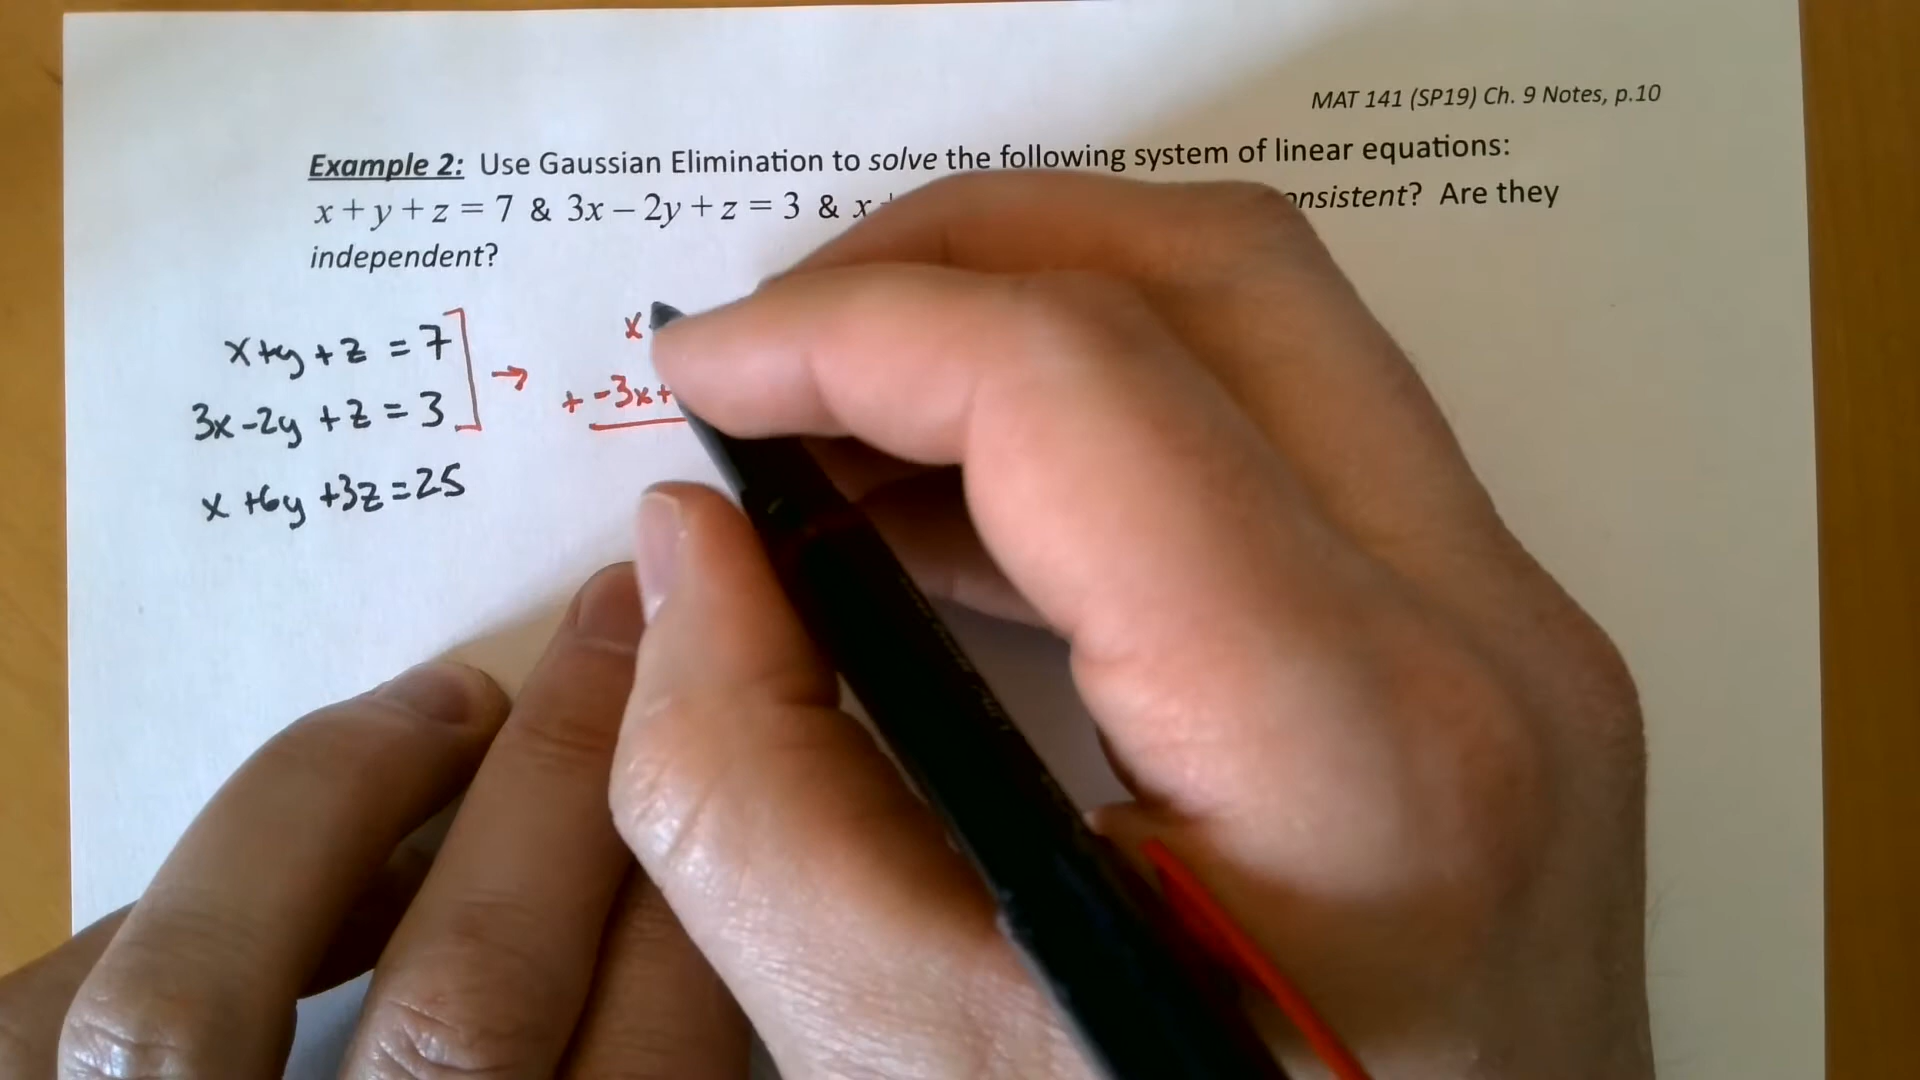 MAT 141 (SP19) Ch. 9 Notes, p.10
Example 2: Use Gaussian Elimination to solve the following system of linear equations:
x + y + z = 7 & 3x – 2y + z = 3 & x onsistent? Are they
independent?
x+y+z = 7
3x-2y+z = 3
x+6y+3z=25
→
x
+ -3x+